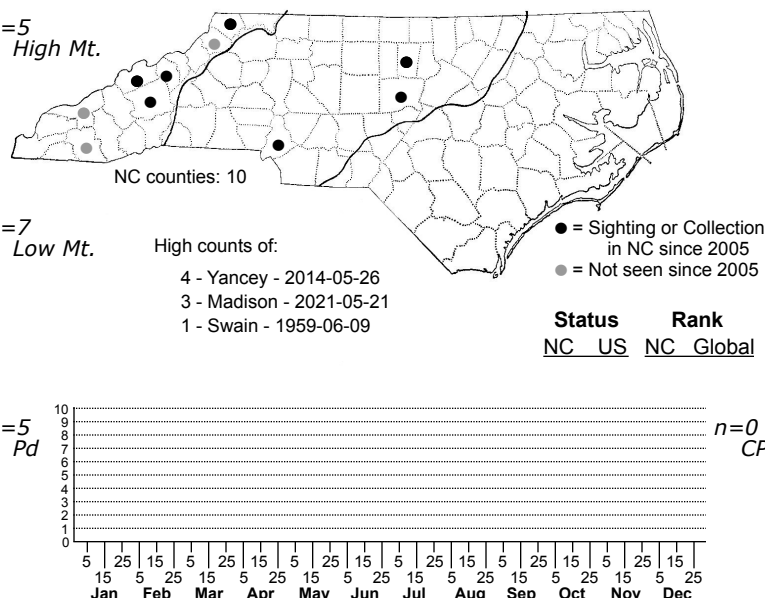 =5
High Mt.
NC counties: 10
=7
Low Mt.
High counts of:
4 - Yancey - 2014-05-26
3 - Madison - 2021-05-21
1 - Swain - 1959-06-09
= Sighting or Collection
in NC since 2005
= Not seen since 2005
Status Rank
NC US NC Global
=5
Pd
n=0
CP
10
9
8
7
6
5
4
3
2
1
0
5 25 15 5 25 15 5 25 15 5 25 15 5 25 15 5 25 15
15 5 25 15 5 25 15 5 25 15 5 25 15 5 25 15 5 25
Jan Feb Mar Apr May Jun Jul Aug Sep Oct Nov Dec